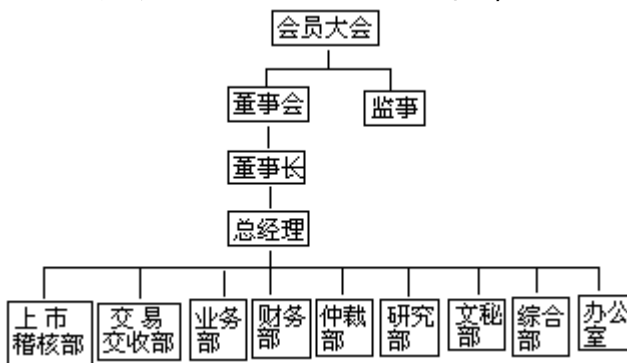 会员大会
董事会
监事
董事长
总经理
上市
稽核部
交易
交收部
业务
部
财务
部
仲裁
部
研究
部
文秘
部
综合
部
办公
室